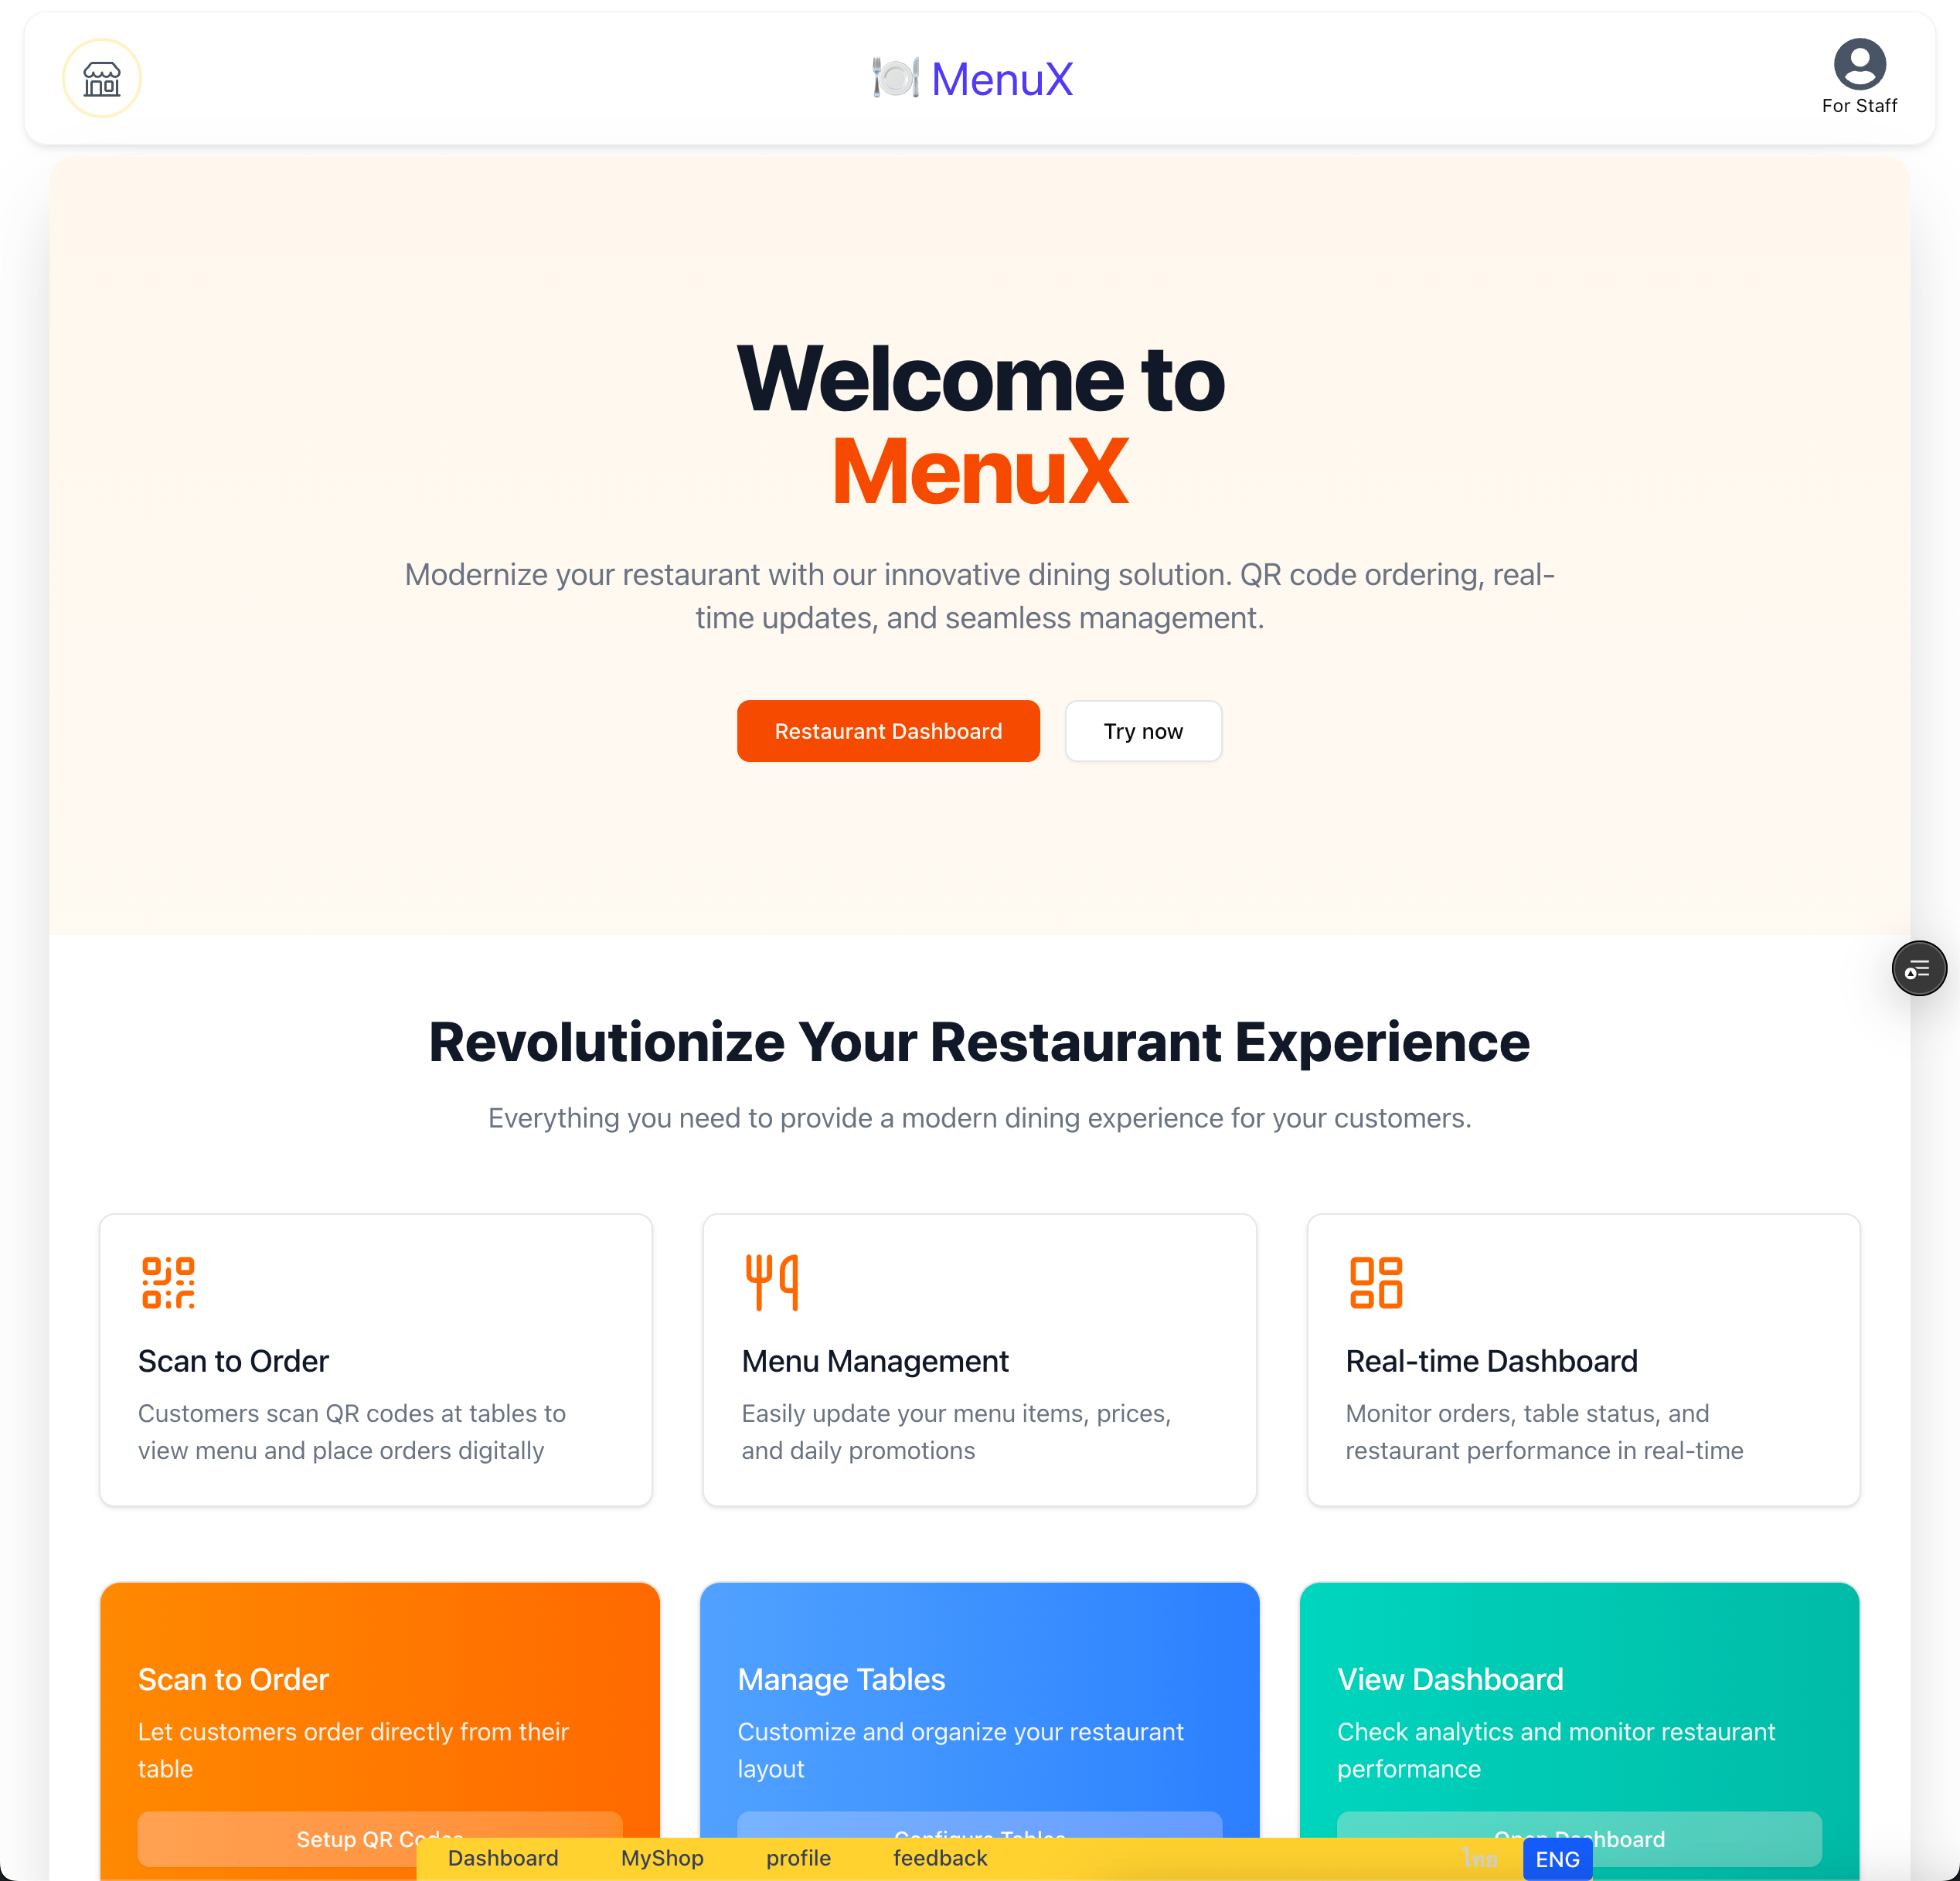 MenuX
For Staff
Welcome to
MenuX
Modernize your restaurant with our innovative dining solution. QR code ordering, real-
time updates, and seamless management.
Restaurant Dashboard
Try now
Revolutionize Your Restaurant Experience
Everything you need to provide a modern dining experience for your customers.
Scan to Order
Customers scan QR codes at tables to
view menu and place orders digitally
Menu Management
Easily update your menu items, prices,
and daily promotions
Real-time Dashboard
Monitor orders, table status, and
restaurant performance in real-time
Scan to Order
Let customers order directly from their
table
Setup QR Codes
Manage Tables
Customize and organize your restaurant
layout
Configure Tables
View Dashboard
Check analytics and monitor restaurant
performance
Open Dashboard
Dashboard
MyShop
profile
feedback
ไทย
ENG